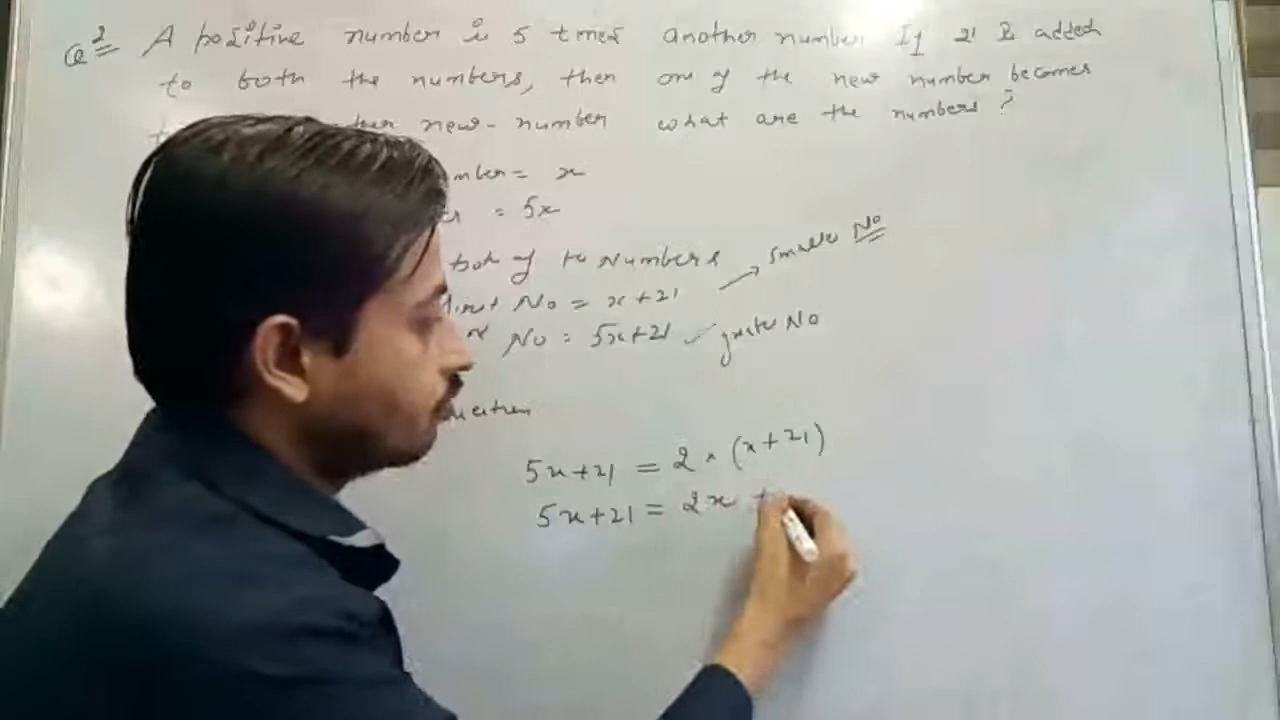 Q2 A positive number is 5 times another number If 21 is added
to both the numbers, then one of the new number becomes
new-number what are the numbers?
= x
= 5x
both of the Numbers
No = x+21 → smaller No
No = 5x+21 greater No
5x+21 = 2 × (x+21)
5x+21 = 2x +